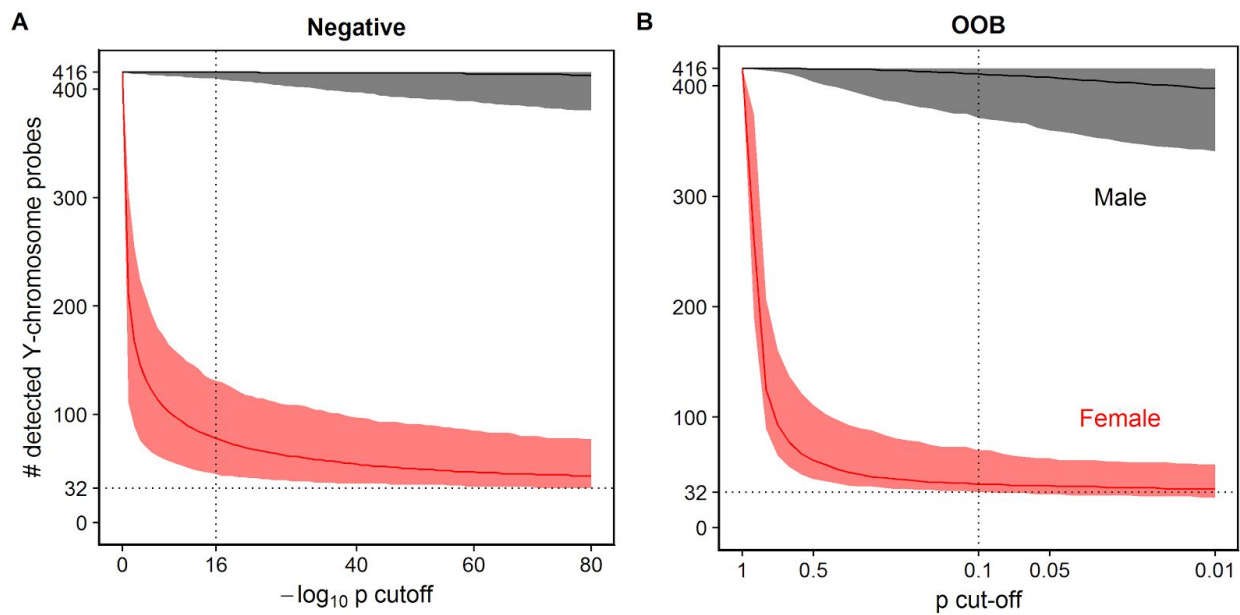 A
Negative
# detected Y-chromosome probes
416
400
300
200
100
32
0
0
16
40
60
80
−log₁₀ p cutoff
B
OOB
416
400
300
200
100
32
0
Male
Female
1
0.5
0.1
0.05
0.01
p cut-off